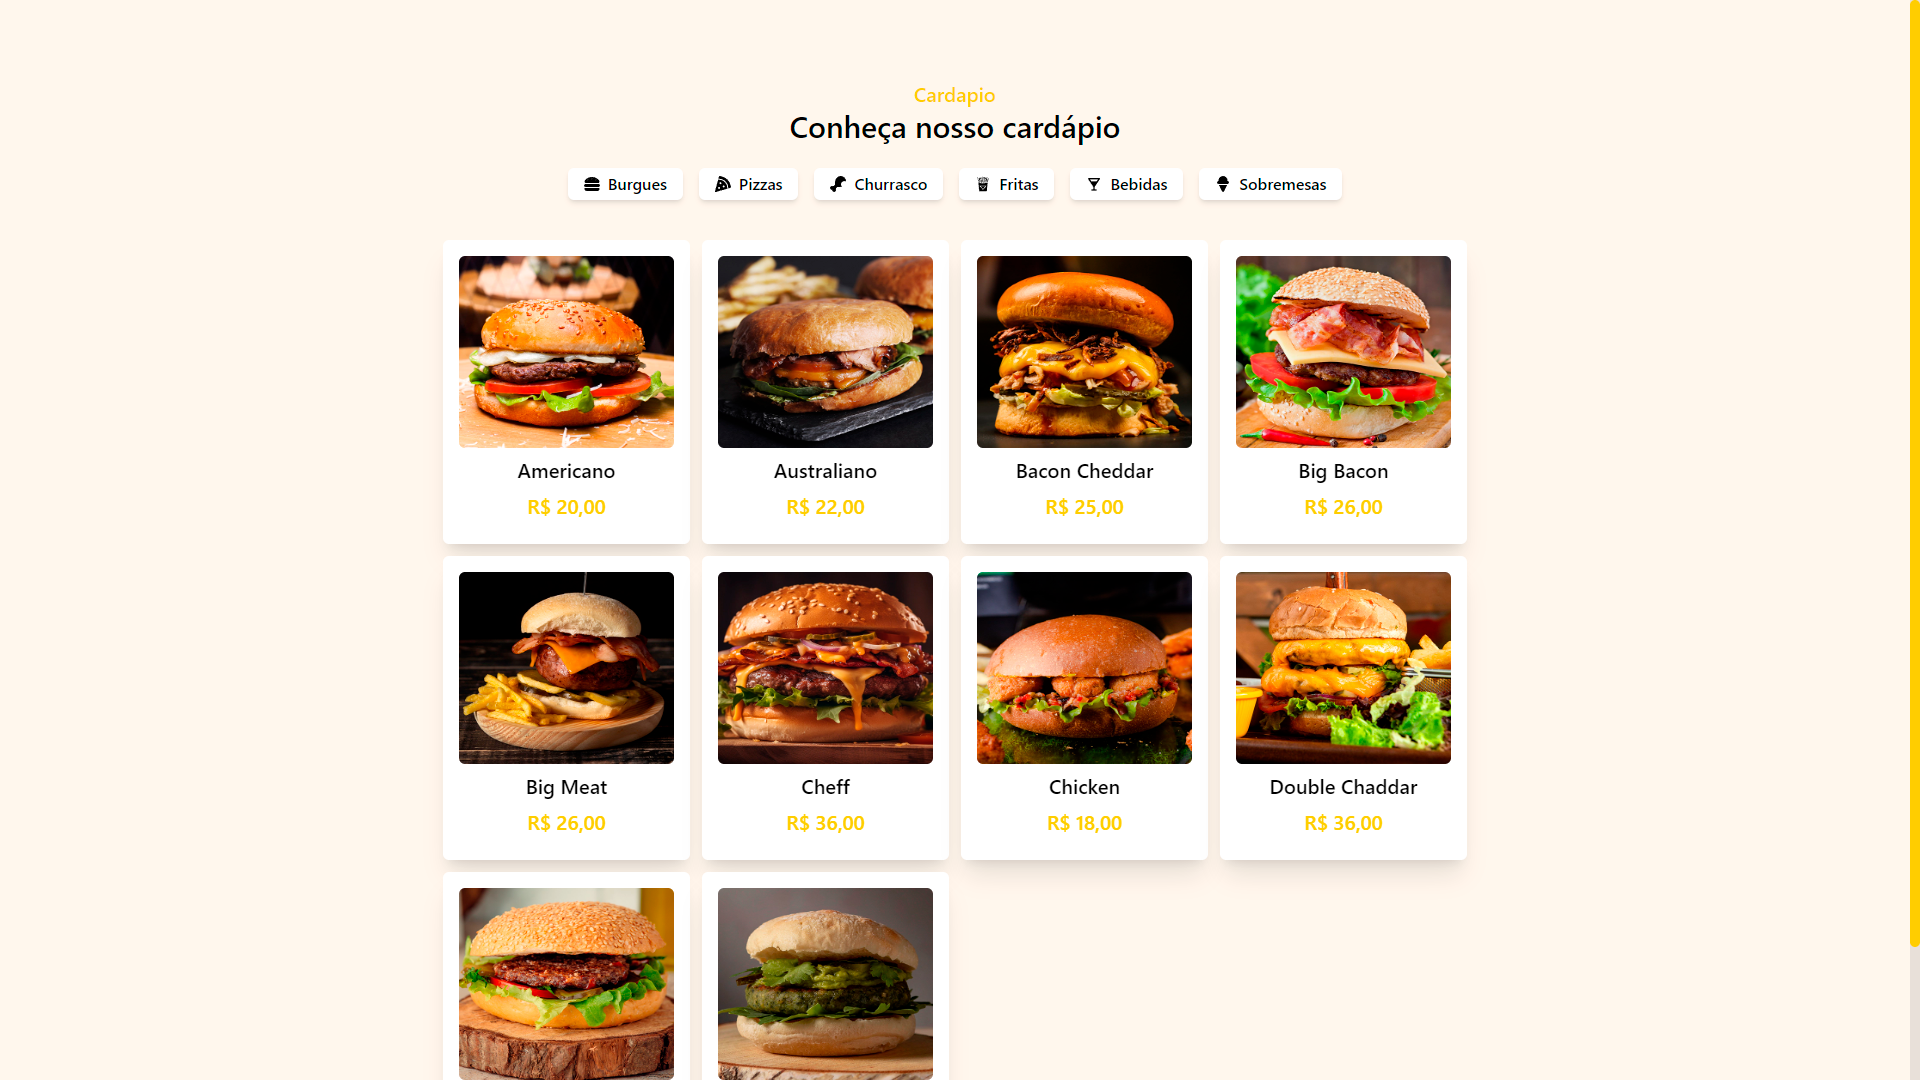 Cardapio
Conheça nosso cardápio
Burgues Pizzas Churrasco Fritas Bebidas Sobremesas
Americano Australiano Bacon Cheddar Big Bacon
R$ 20,00 R$ 22,00 R$ 25,00 R$ 26,00
Big Meat Cheff Chicken Double Chaddar
R$ 26,00 R$ 36,00 R$ 18,00 R$ 36,00